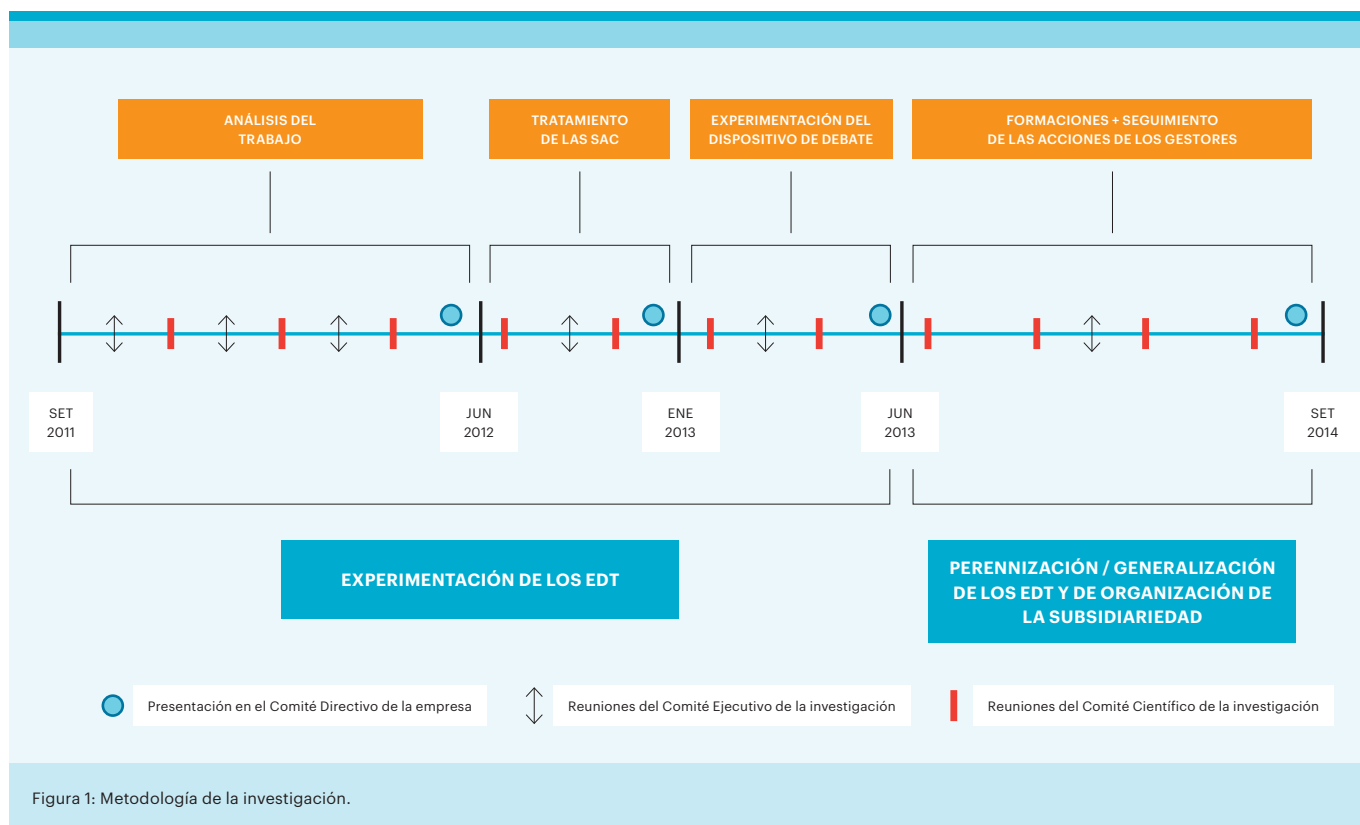 ANÁLISIS DEL
TRABAJO
TRATAMIENTO
DE LAS SAC
EXPERIMENTACIÓN DEL
DISPOSITIVO DE DEBATE
FORMACIONES + SEGUIMIENTO
DE LAS ACCIONES DE LOS GESTORES
SET
2011
JUN
2012
ENE
2013
JUN
2013
SET
2014
EXPERIMENTACIÓN DE LOS EDT
PERENNIZACIÓN / GENERALIZACIÓN
DE LOS EDT Y DE ORGANIZACIÓN DE
LA SUBSIDIARIEDAD
Presentación en el Comité Directivo de la empresa
Reuniones del Comité Ejecutivo de la investigación
Reuniones del Comité Científico de la investigación
Figura 1: Metodología de la investigación.